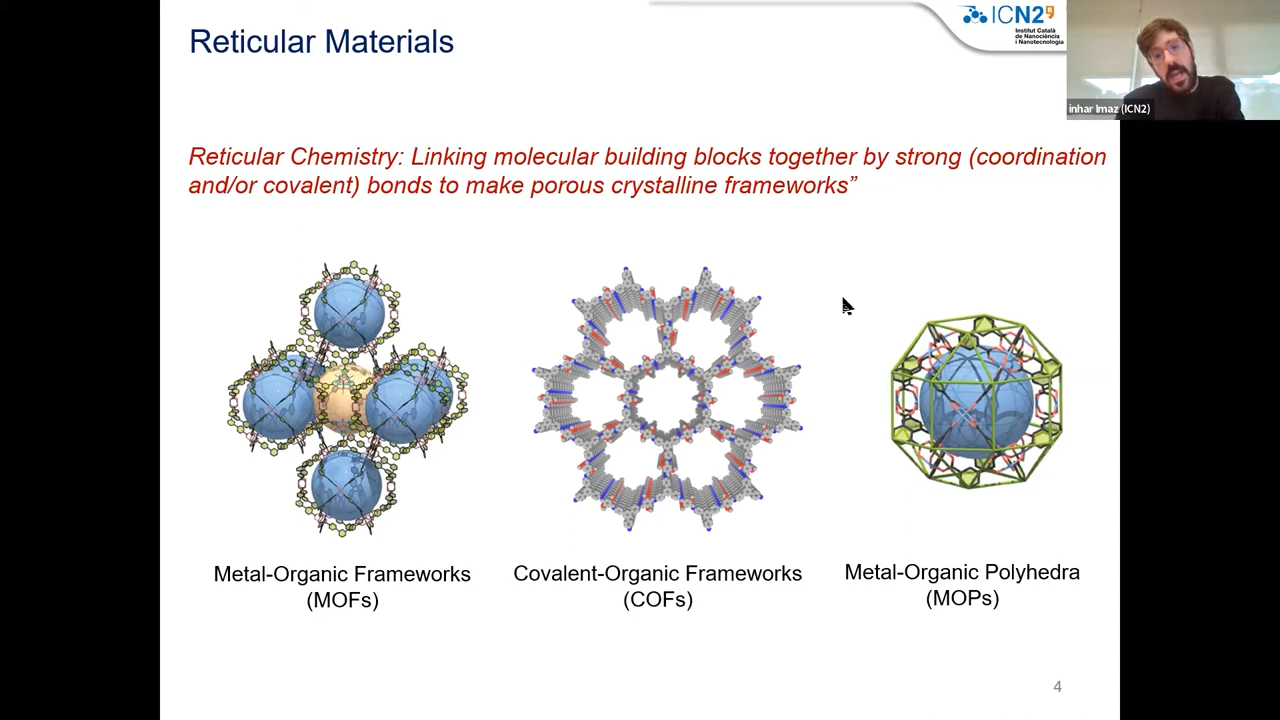 Reticular Materials
ICN2
Institut Català
de Nanociència
i Nanotecnologia
inhar Imaz (ICN2)
Reticular Chemistry: Linking molecular building blocks together by strong (coordination
and/or covalent) bonds to make porous crystalline frameworks”
Metal-Organic Frameworks
(MOFs)
Covalent-Organic Frameworks
(COFs)
Metal-Organic Polyhedra
(MOPs)
4